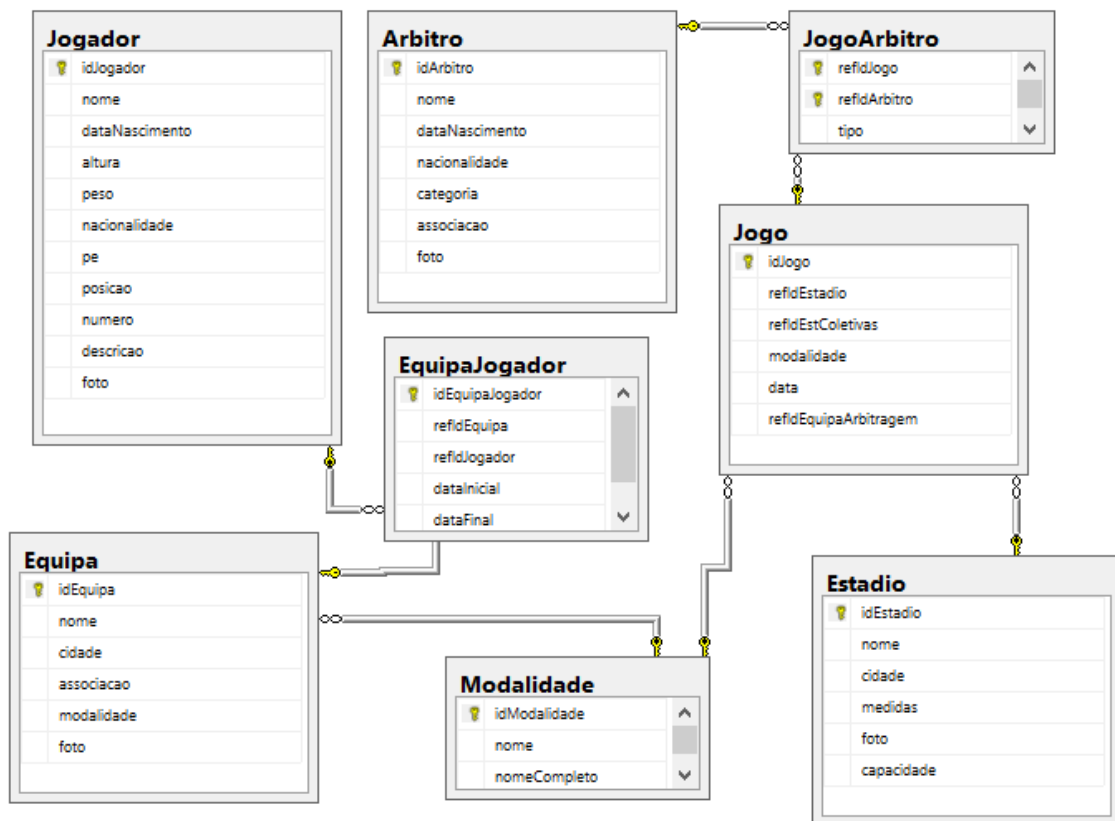 Jogador
idJogador
nome
dataNascimento
altura
peso
nacionalidade
pe
posicao
numero
descricao
foto
Arbitro
idArbitro
nome
dataNascimento
nacionalidade
categoria
associacao
foto
JogoArbitro
refIdJogo
refIdArbitro
tipo
Jogo
idJogo
refIdEstadio
refIdEstColetivas
modalidade
data
refIdEquipaArbitragem
EquipaJogador
idEquipaJogador
refIdEquipa
refIdJogador
dataInicial
dataFinal
Equipa
idEquipa
nome
cidade
associacao
modalidade
foto
Modalidade
idModalidade
nome
nomeCompleto
Estadio
idEstadio
nome
cidade
medidas
foto
capacidade